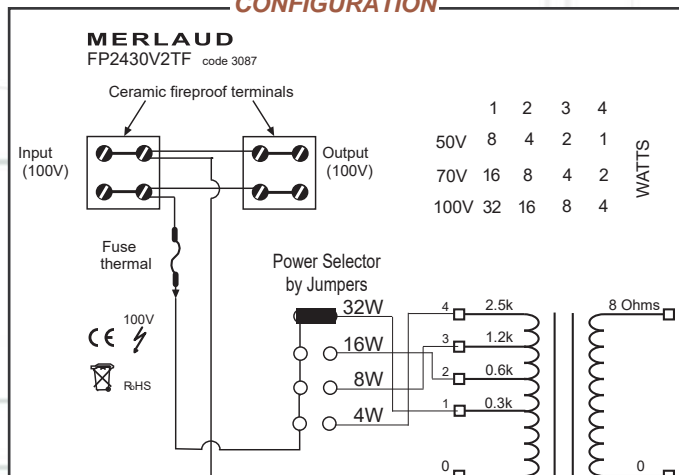 CONFIGURATION
MERLAUD
FP2430V2TF code 3087
Ceramic fireproof terminals
Input
(100V)
Output
(100V)
1 2 3 4
50V 8 4 2 1
70V 16 8 4 2
100V 32 16 8 4
WATTS
Fuse
thermal
Power Selector
by Jumpers
100V
CE
RoHS
32W
16W
8W
4W
4 2.5k
3 1.2k
2 0.6k
1 0.3k
0
8 Ohms
0